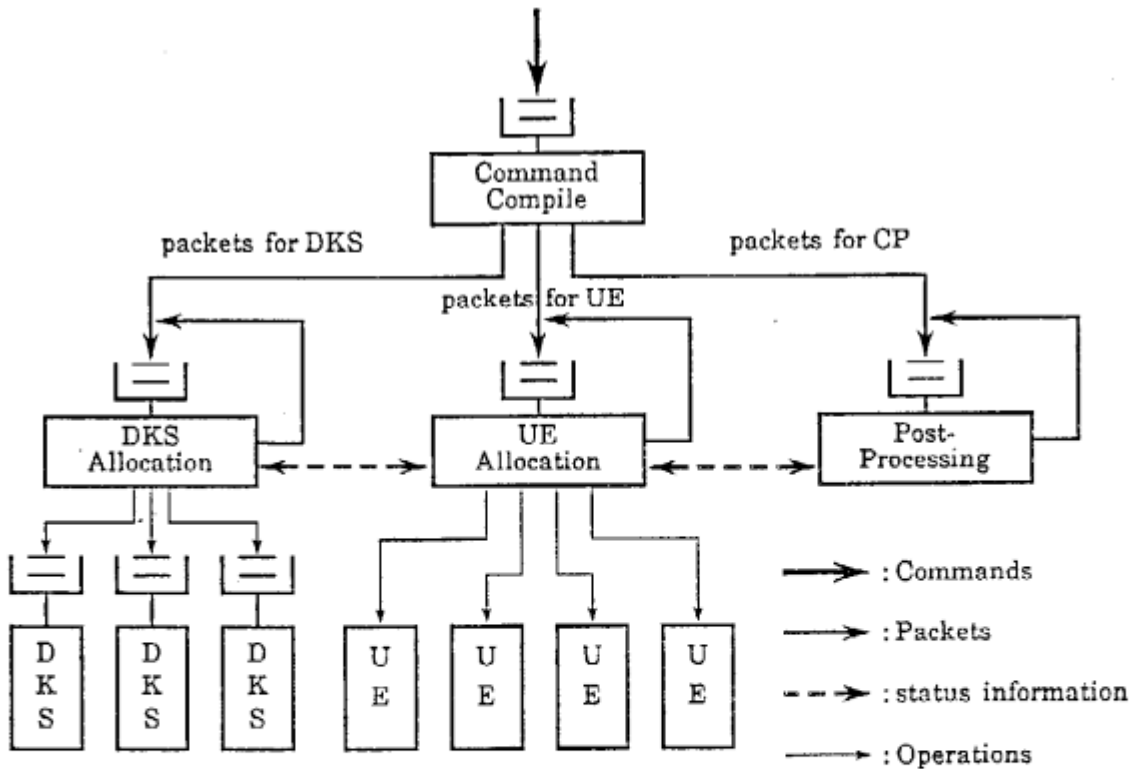 Command
Compile
packets for DKS
packets for CP
packets for UE
DKS
Allocation
UE
Allocation
Post-
Processing
: Commands
: Packets
: status information
: Operations
D
K
S
D
K
S
D
K
S
U
E
U
E
U
E
U
E